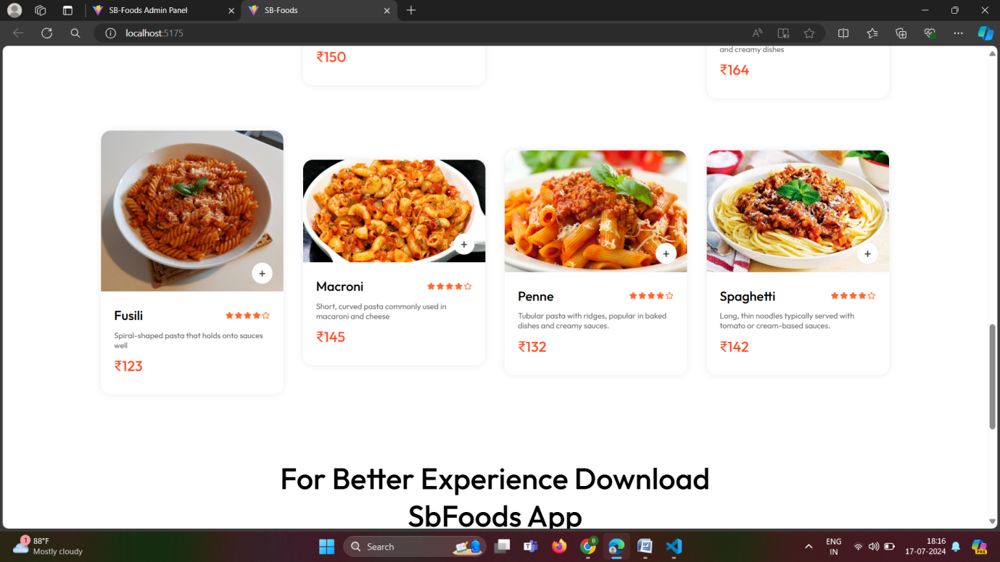 SB-Foods Admin Panel
SB-Foods
localhost:5175
₹150
and creamy dishes
₹164
Fusili
Spiral-shaped pasta that holds onto sauces
well
₹123
Macroni
Short, curved pasta commonly used in
macaroni and cheese
₹145
Penne
Tubular pasta with ridges, popular in baked
dishes and creamy sauces.
₹132
Spaghetti
Long, thin noodles typically served with
tomato or cream-based sauces.
₹142
For Better Experience Download
SbFoods App
1
88°F
Mostly cloudy
Search
B
ENG
IN
18:16
17-07-2024
PRE